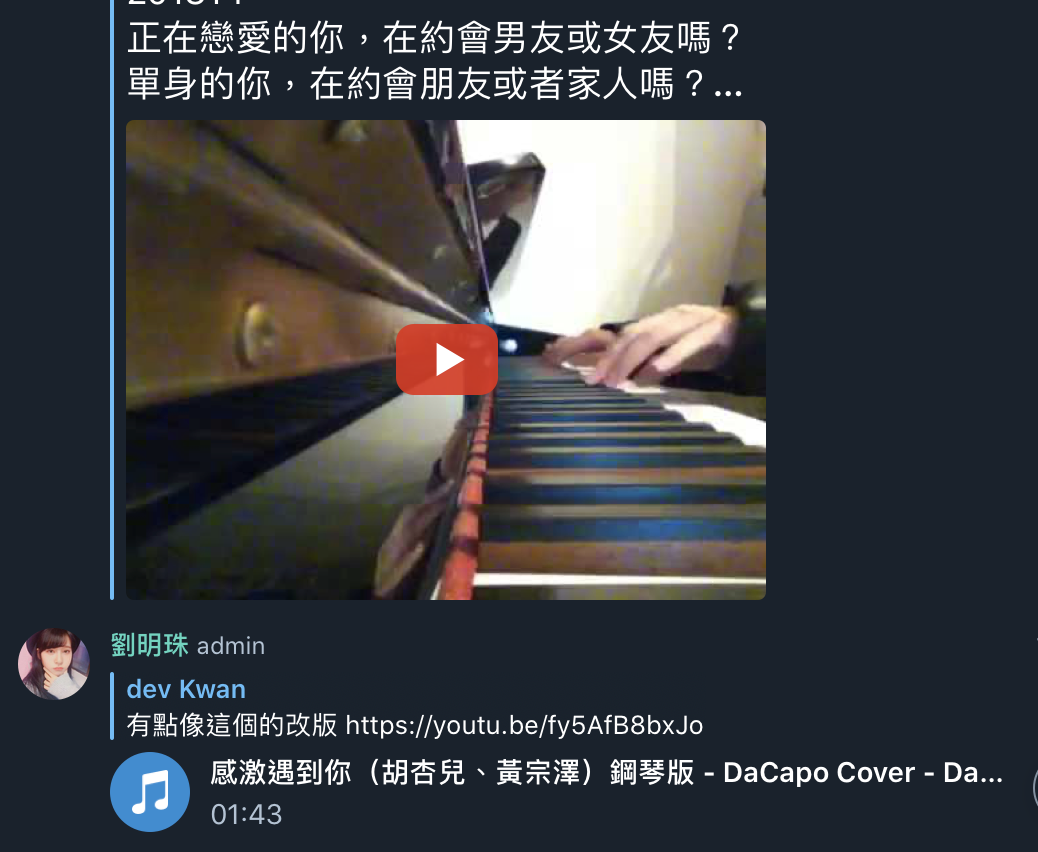 正在戀愛的你，在約會男友或女友嗎？
單身的你，在約會朋友或者家人嗎？...
劉明珠 admin
dev Kwan
有點像這個的改版 https://youtu.be/fy5AfB8bxJo
感激遇到你（胡杏兒、黃宗澤）鋼琴版 - DaCapo Cover - Da...
01:43